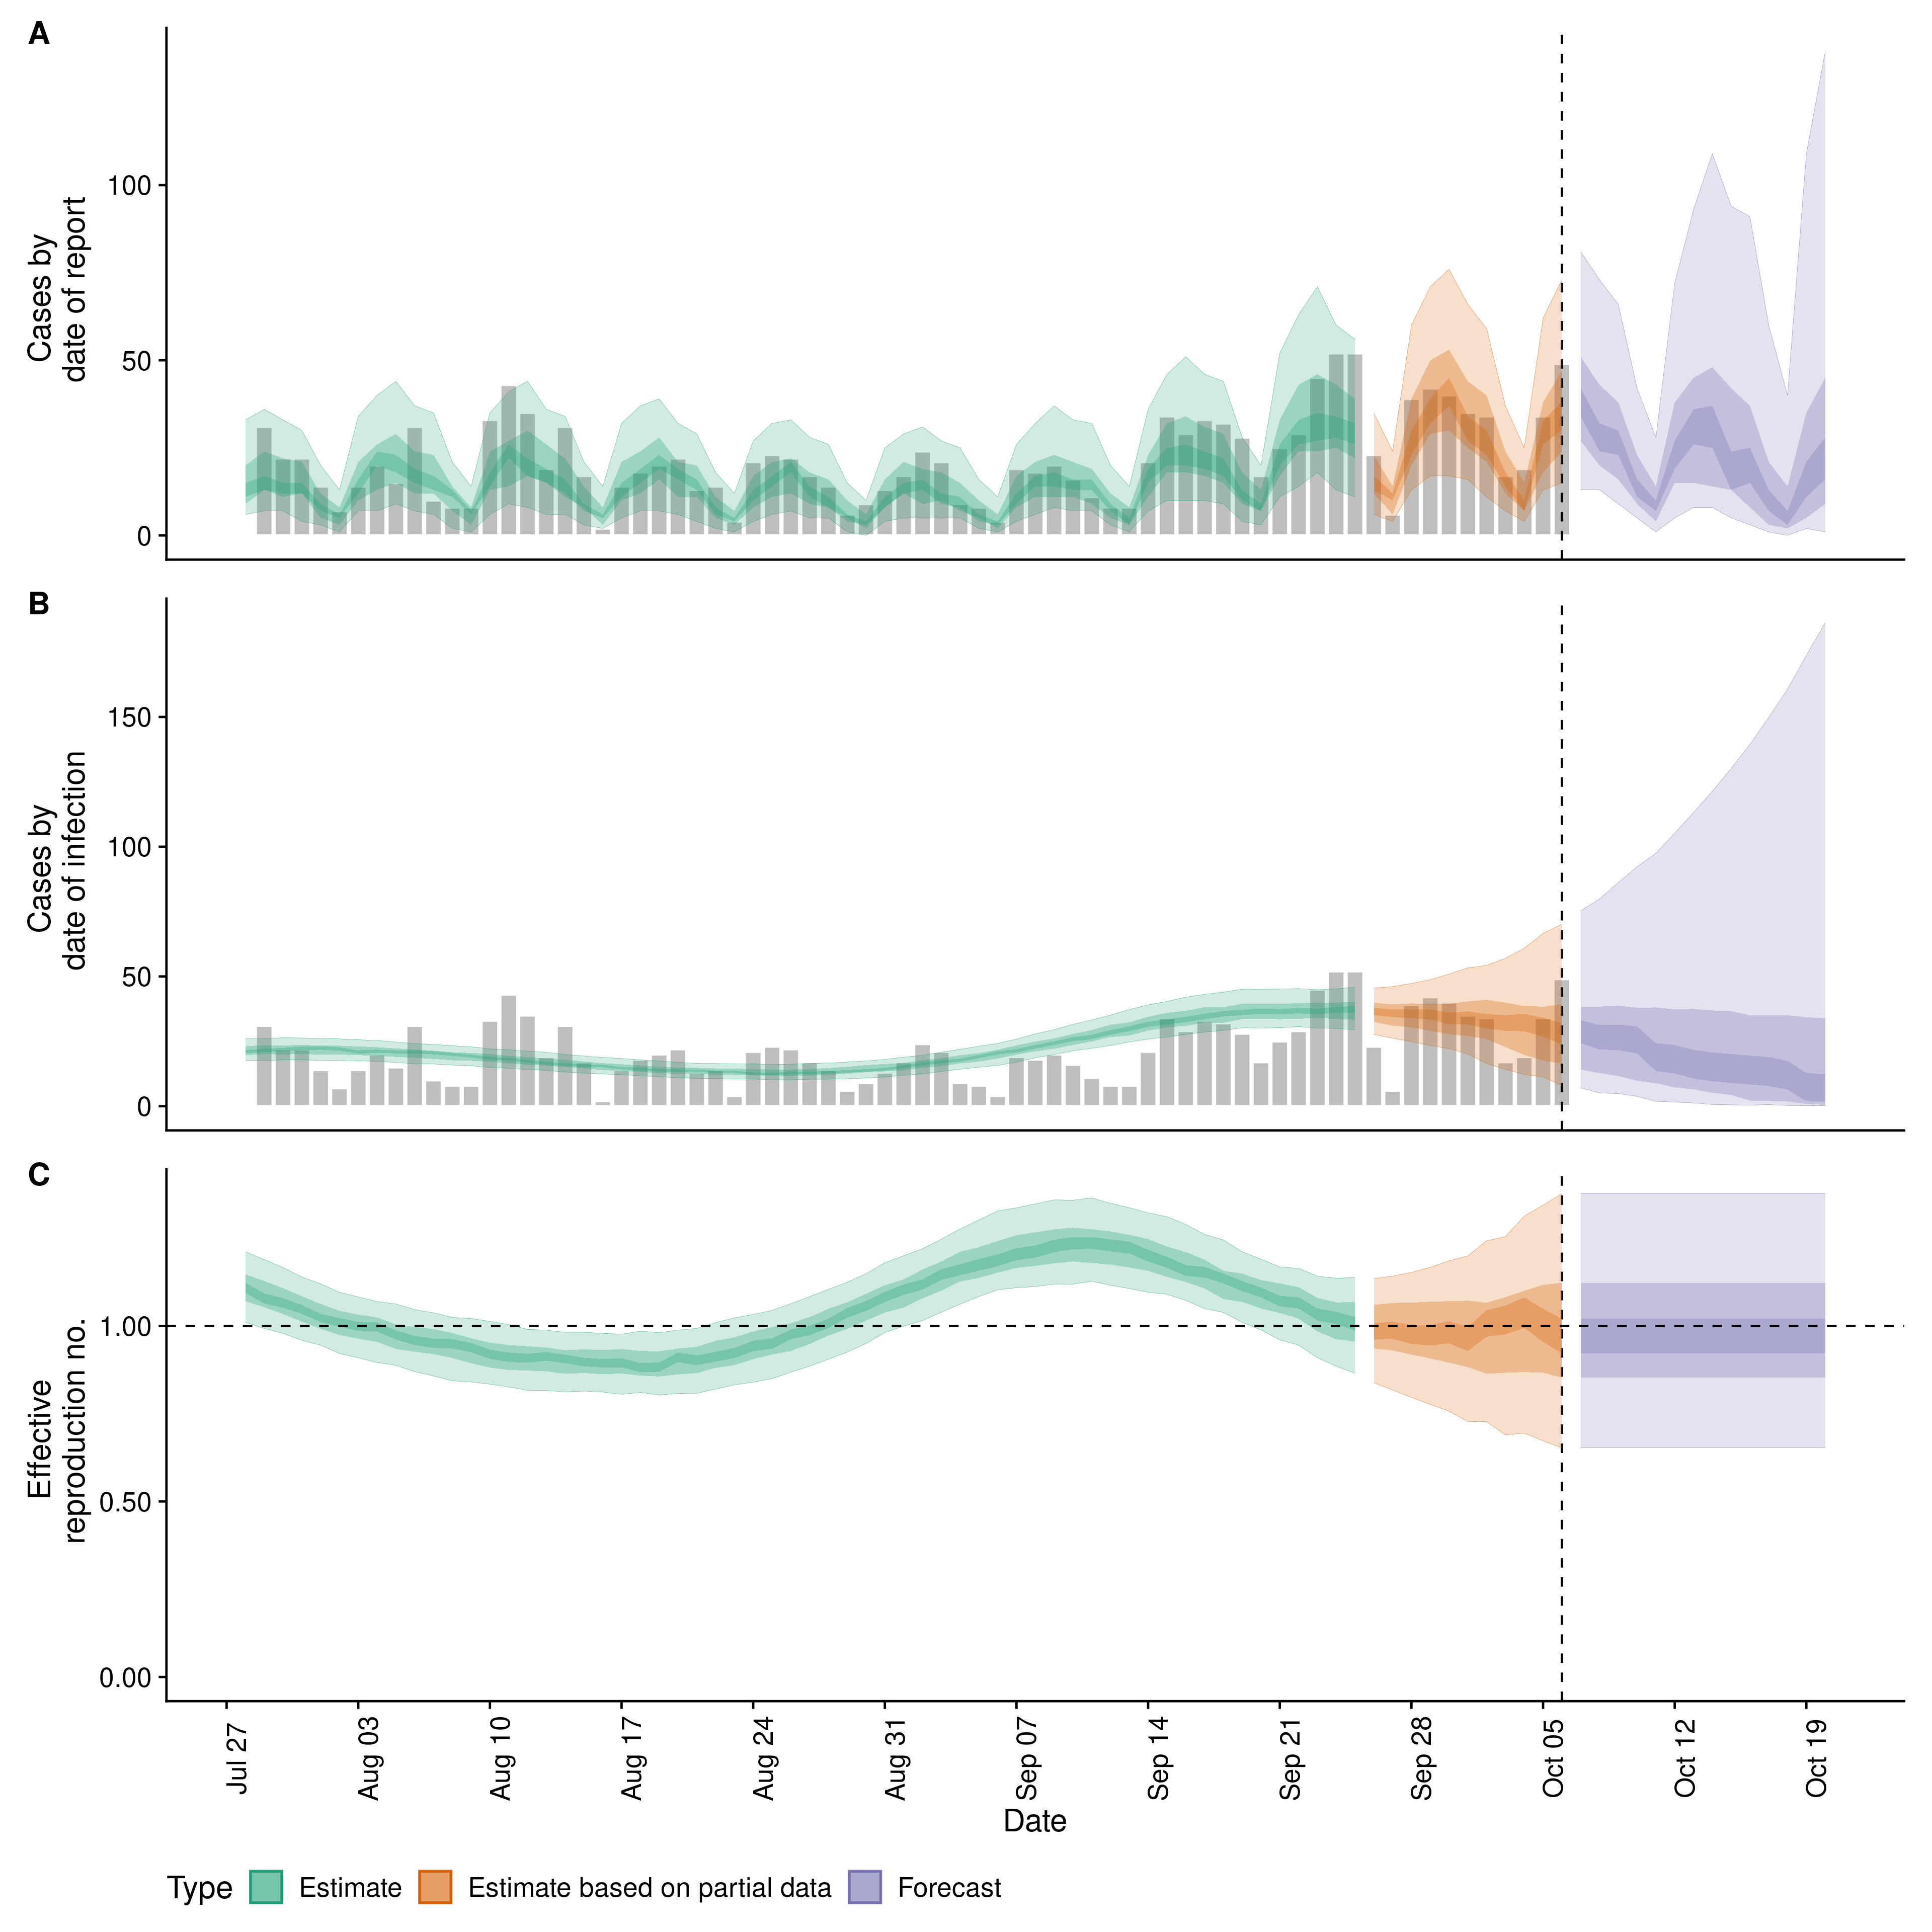 A
Cases by
date of report
100
50
0
B
Cases by
date of infection
150
100
50
0
C
Effective
reproduction no.
1.00
0.50
0.00
Jul 27
Aug 03
Aug 10
Aug 17
Aug 24
Aug 31
Sep 07
Sep 14
Sep 21
Sep 28
Oct 05
Oct 12
Oct 19
Date
Type Estimate Estimate based on partial data Forecast